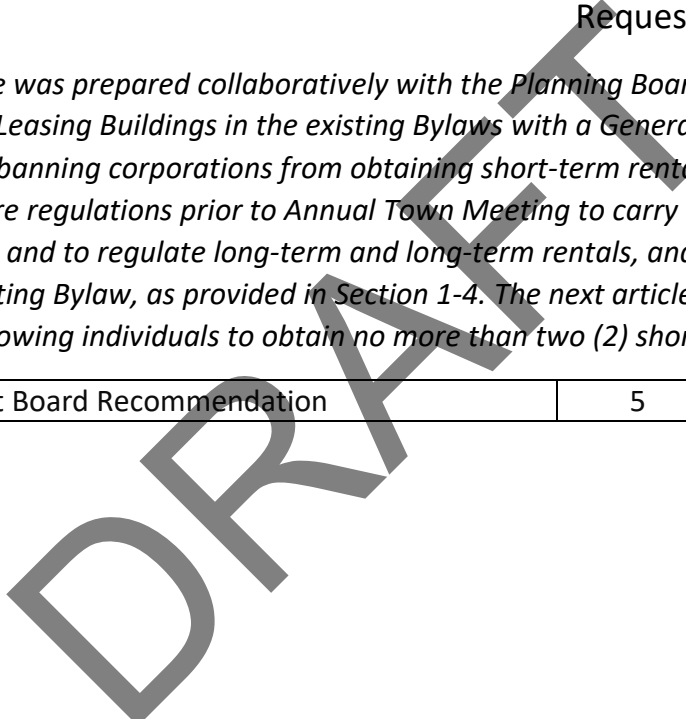 Reques
e was prepared collaboratively with the Planning Boar
Leasing Buildings in the existing Bylaws with a Genera
banning corporations from obtaining short-term renta
re regulations prior to Annual Town Meeting to carry
and to regulate long-term and long-term rentals, and
ting Bylaw, as provided in Section 1-4. The next article
owing individuals to obtain no more than two (2) shor
t Board Recommendation 5
DRAFT